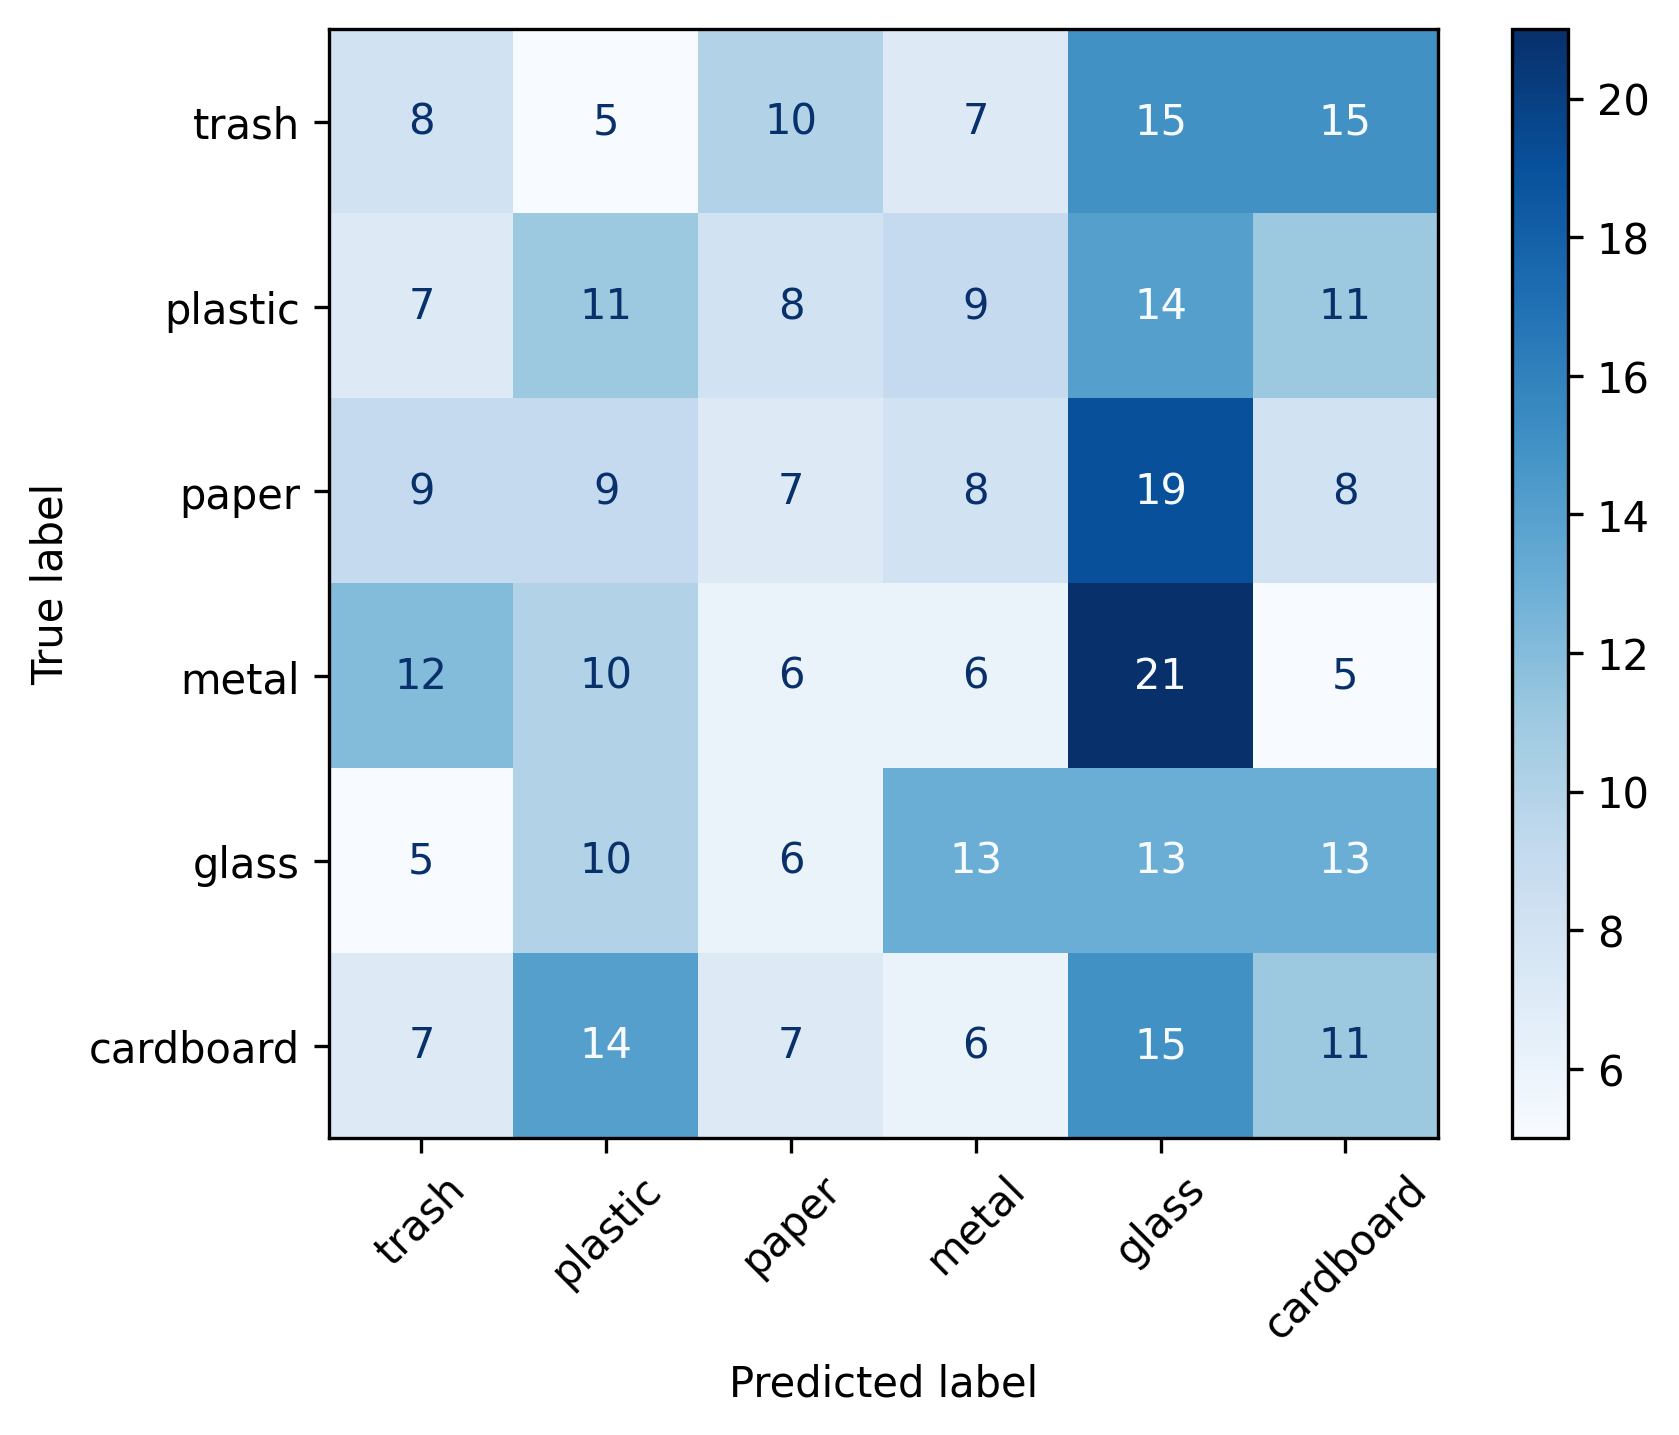 trash 8 5 10 7 15 15
plastic 7 11 8 9 14 11
paper 9 9 7 8 19 8
metal 12 10 6 6 21 5
glass 5 10 6 13 13 13
cardboard 7 14 7 6 15 11
True label
trash plastic paper metal glass cardboard
Predicted label
20
18
16
14
12
10
8
6